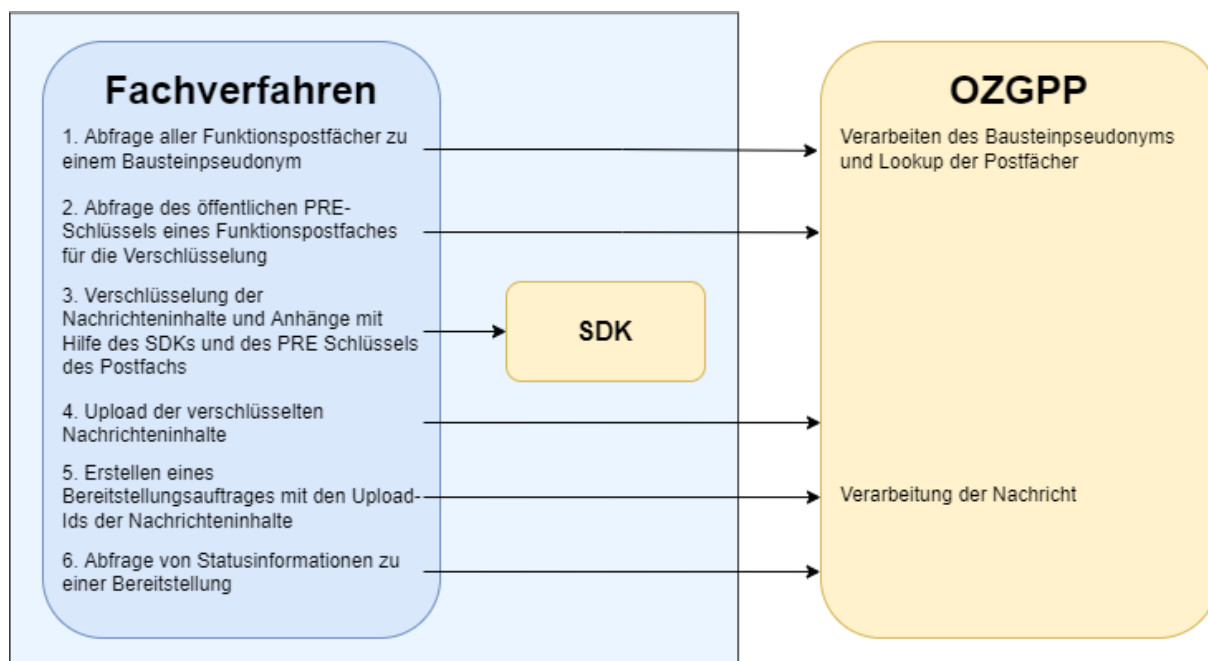 Fachverfahren
1. Abfrage aller Funktionspostfächer zu
einem Bausteinpseudonym
2. Abfrage des öffentlichen PRE-
Schlüssels eines Funktionspostfaches
für die Verschlüsselung
3. Verschlüsselung der
Nachrichteninhalte und Anhänge mit
Hilfe des SDKs und des PRE Schlüssels
des Postfachs
4. Upload der verschlüsselten
Nachrichteninhalte
5. Erstellen eines
Bereitstellungsauftrages mit den Upload-
Ids der Nachrichteninhalte
6. Abfrage von Statusinformationen zu
einer Bereitstellung
SDK
OZGPP
Verarbeiten des Bausteinpseudonyms
und Lookup der Postfächer
Verarbeitung der Nachricht